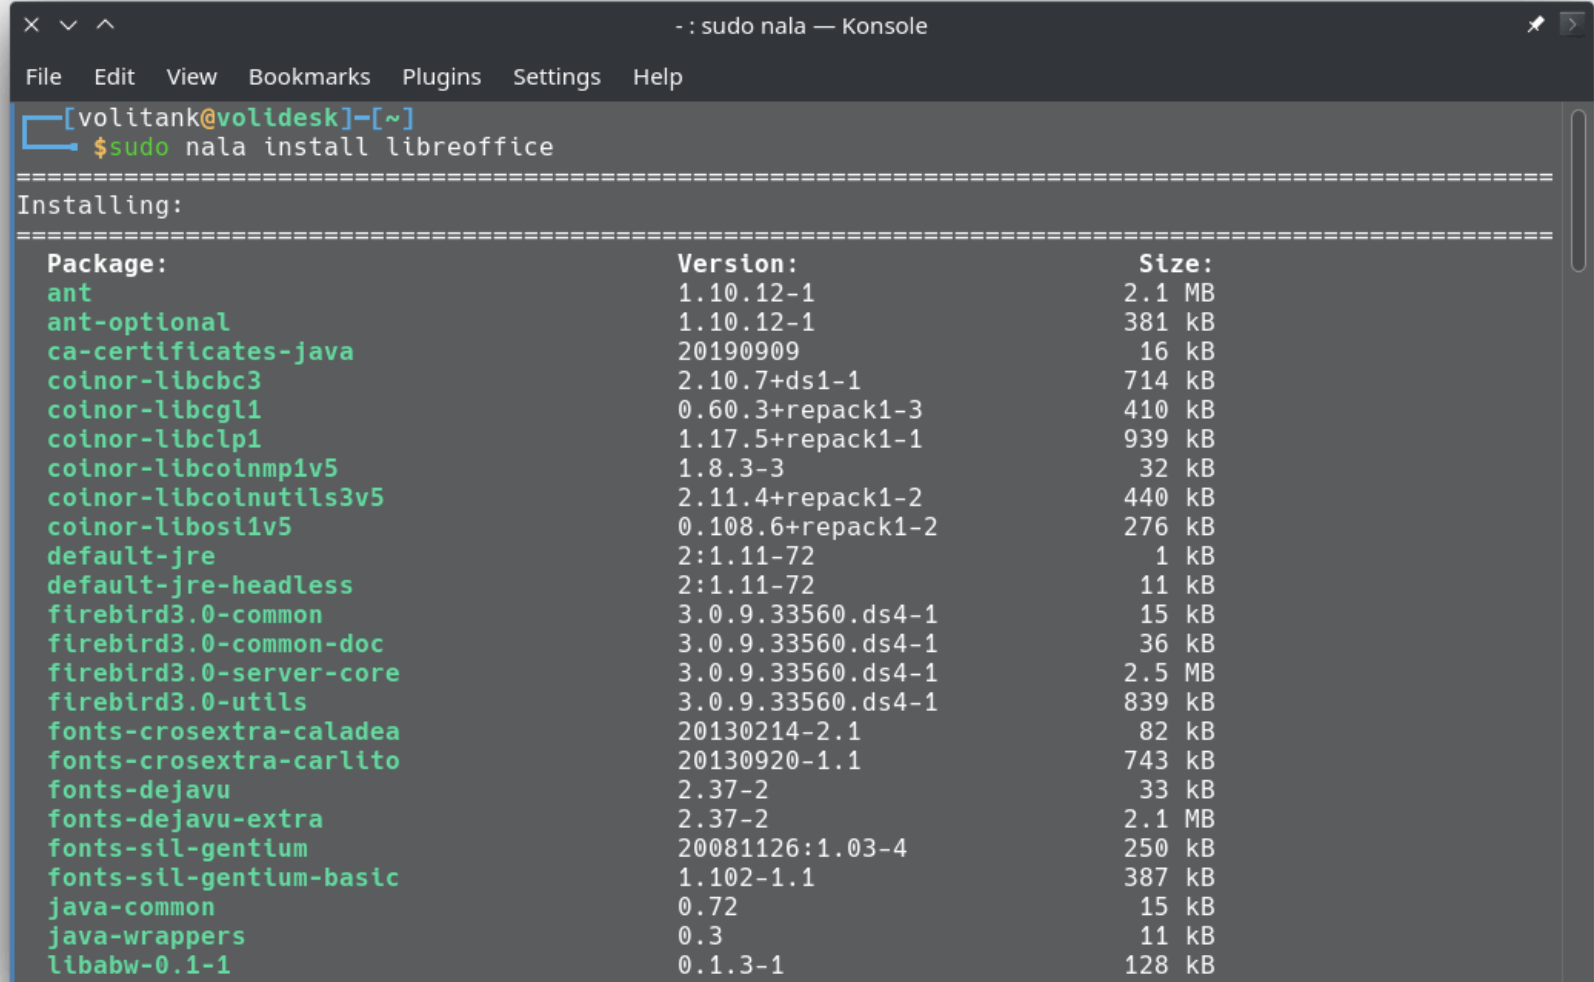 - : sudo nala — Konsole
File Edit View Bookmarks Plugins Settings Help
[volitank@volidesk]-[~]
$sudo nala install libreoffice
====================================================================================================
Installing:
====================================================================================================
Package: Version: Size:
ant 1.10.12-1 2.1 MB
ant-optional 1.10.12-1 381 kB
ca-certificates-java 20190909 16 kB
coinor-libcbc3 2.10.7+ds1-1 714 kB
coinor-libcgl1 0.60.3+repack1-3 410 kB
coinor-libclp1 1.17.5+repack1-1 939 kB
coinor-libcoinmp1v5 1.8.3-3 32 kB
coinor-libcoinutils3v5 2.11.4+repack1-2 440 kB
coinor-libosi1v5 0.108.6+repack1-2 276 kB
default-jre 2:1.11-72 1 kB
default-jre-headless 2:1.11-72 11 kB
firebird3.0-common 3.0.9.33560.ds4-1 15 kB
firebird3.0-common-doc 3.0.9.33560.ds4-1 36 kB
firebird3.0-server-core 3.0.9.33560.ds4-1 2.5 MB
firebird3.0-utils 3.0.9.33560.ds4-1 839 kB
fonts-crosextra-caladea 20130214-2.1 82 kB
fonts-crosextra-carlito 20130920-1.1 743 kB
fonts-dejavu 2.37-2 33 kB
fonts-dejavu-extra 2.37-2 2.1 MB
fonts-sil-gentium 20081126:1.03-4 250 kB
fonts-sil-gentium-basic 1.102-1.1 387 kB
java-common 0.72 15 kB
java-wrappers 0.3 11 kB
libabw-0.1-1 0.1.3-1 128 kB